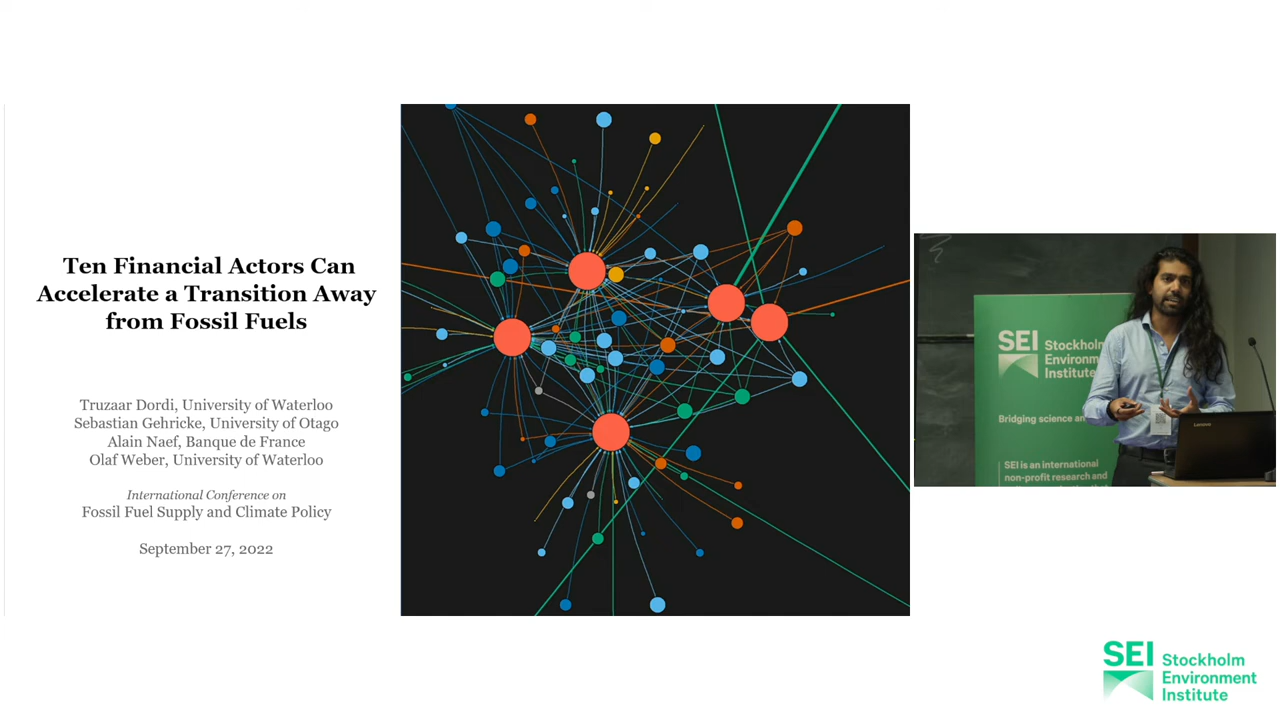 Ten Financial Actors Can
Accelerate a Transition Away
from Fossil Fuels
Truzaar Dordi, University of Waterloo
Sebastian Gehricke, University of Otago
Alain Naef, Banque de France
Olaf Weber, University of Waterloo
International Conference on
Fossil Fuel Supply and Climate Policy
September 27, 2022
SEI Stockholm
Environment
Institute
Bridging science an
SEI is an international
non-profit research and
Lenovo
SEI Stockholm
Environment
Institute